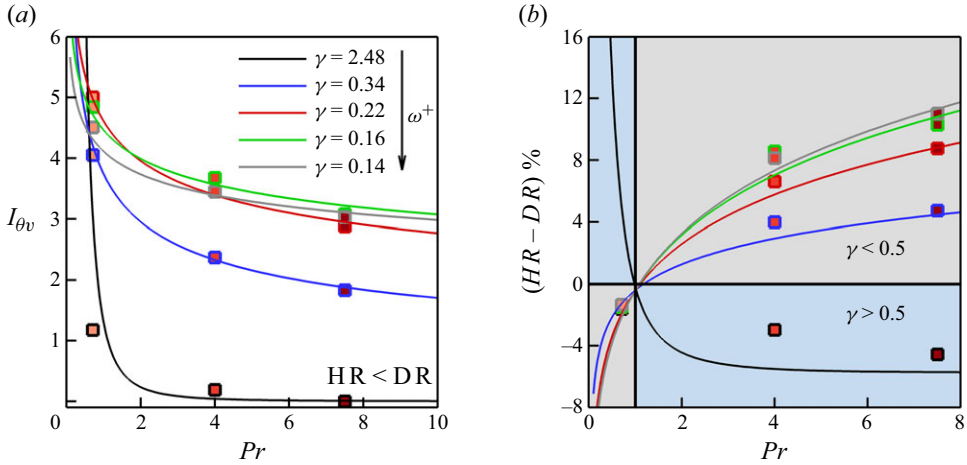 (a)
6
5
4
3
2
1
0
2
4
6
8
10
I_θv
Pr
γ = 2.48
γ = 0.34
γ = 0.22
γ = 0.16
γ = 0.14
ω⁺
HR < DR
(b)
16
12
8
4
0
−4
−8
0
2
4
6
8
(HR − DR) %
Pr
γ < 0.5
γ > 0.5